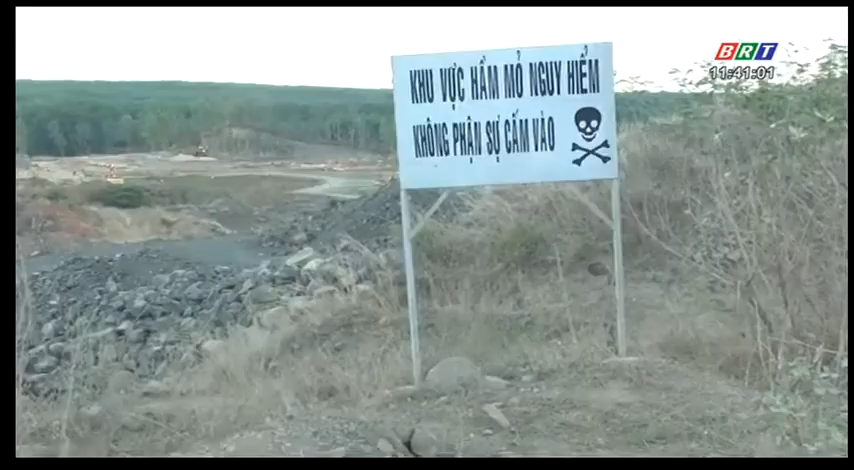 BRT
11:41:01
KHU VỰC HẦM MỎ NGUY HIỂM
KHÔNG PHẬN SỰ CẤM VÀO